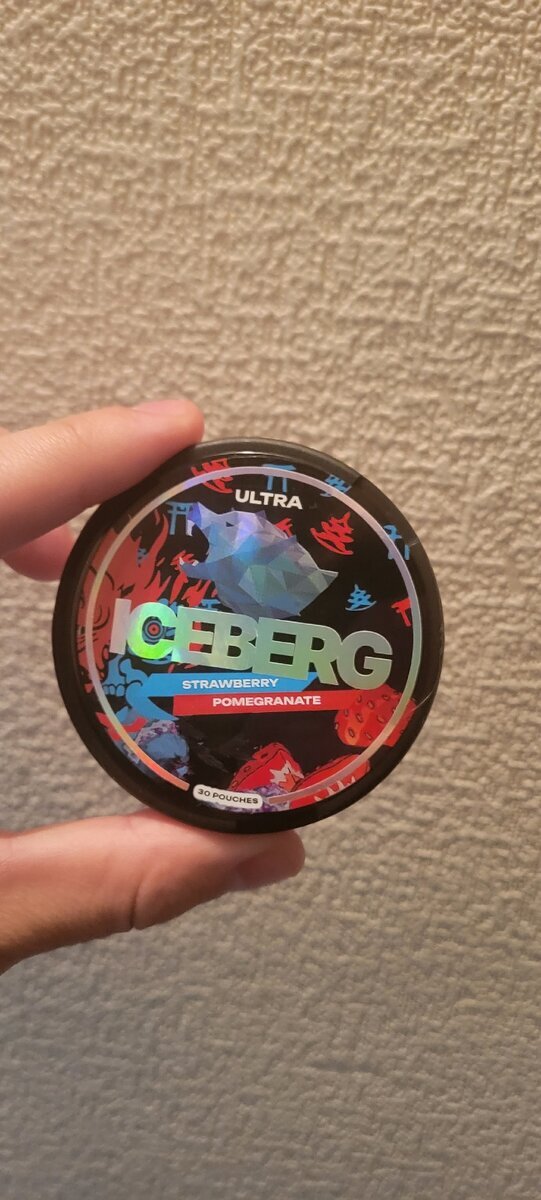 ULTRA
ICEBERG
STRAWBERRY
POMEGRANATE
30 POUCHES